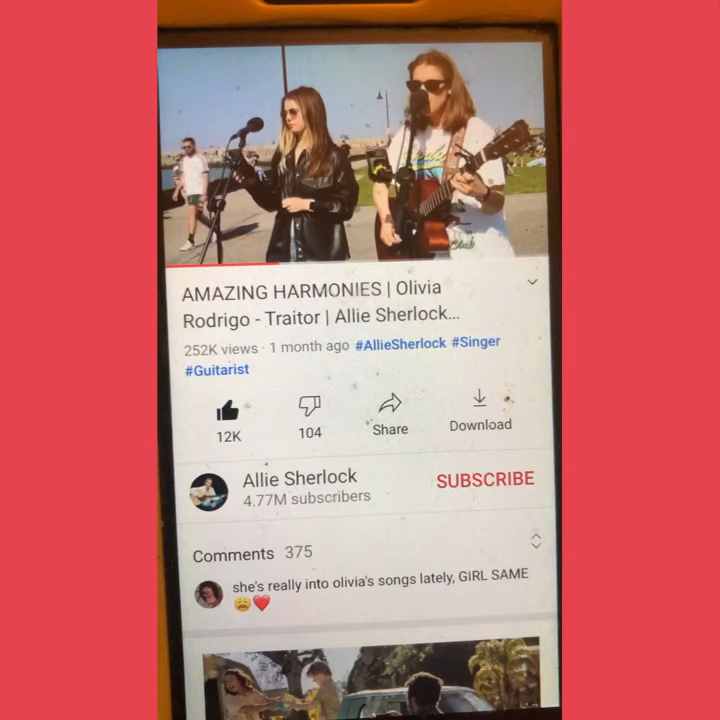 AMAZING HARMONIES | Olivia
Rodrigo - Traitor | Allie Sherlock...
252K views · 1 month ago #AllieSherlock #Singer
#Guitarist
12K
104
Share
Download
Allie Sherlock
4.77M subscribers
SUBSCRIBE
Comments 375
she's really into olivia's songs lately, GIRL SAME
😩❤️